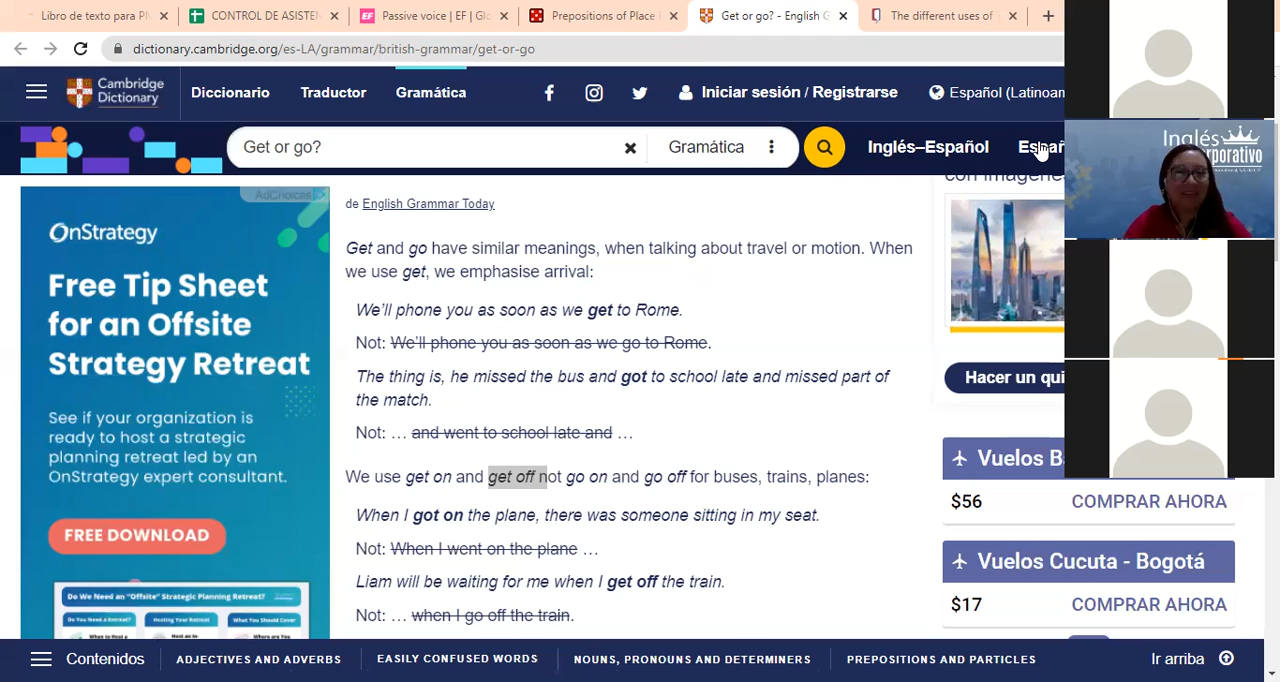 Libro de texto para PN
CONTROL DE ASISTEN
EF
Passive voice | EF | Glo
Prepositions of Place
Get or go? - English G
The different uses of
dictionary.cambridge.org/es-LA/grammar/british-grammar/get-or-go
Cambridge
Dictionary
Diccionario
Traductor
Gramática
Iniciar sesión / Registrarse
Español (Latinoam
Get or go?
Gramática
Inglés–Español
Españ
Inglés
rporativo
con imágenes
AdChoices
OnStrategy
Free Tip Sheet
for an Offsite
Strategy Retreat
See if your organization is
ready to host a strategic
planning retreat led by an
OnStrategy expert consultant.
FREE DOWNLOAD
Do We Need an "Offsite" Strategic Planning Retreat?
de English Grammar Today
Get and go have similar meanings, when talking about travel or motion. When
we use get, we emphasise arrival:
We'll phone you as soon as we get to Rome.
Not: We'll phone you as soon as we go to Rome.
The thing is, he missed the bus and got to school late and missed part of
the match.
Not: … and went to school late and …
We use get on and get off not go on and go off for buses, trains, planes:
When I got on the plane, there was someone sitting in my seat.
Not: When I went on the plane …
Liam will be waiting for me when I get off the train.
Not: … when I go off the train.
Hacer un qui
Vuelos B
$56
COMPRAR AHORA
Vuelos Cucuta - Bogotá
$17
COMPRAR AHORA
Contenidos
ADJECTIVES AND ADVERBS
EASILY CONFUSED WORDS
NOUNS, PRONOUNS AND DETERMINERS
PREPOSITIONS AND PARTICLES
Ir arriba